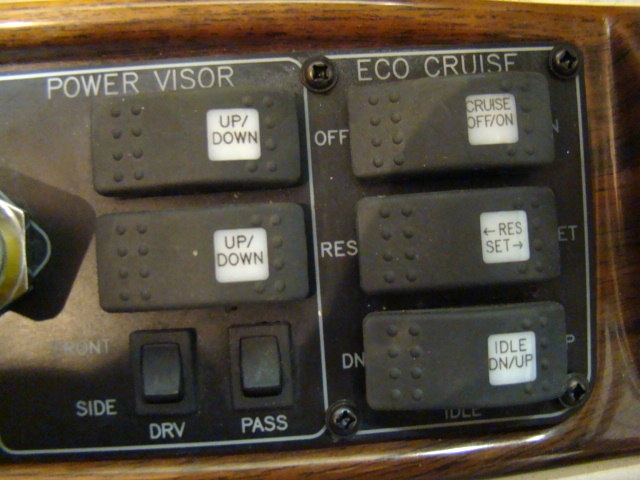 POWER VISOR
UP/
DOWN
UP/
DOWN
FRONT
SIDE
DRV
PASS
ECO CRUISE
OFF
CRUISE
OFF/ON
N
RES
←RES
SET→
ET
DN
IDLE
DN/UP
P
IDLE